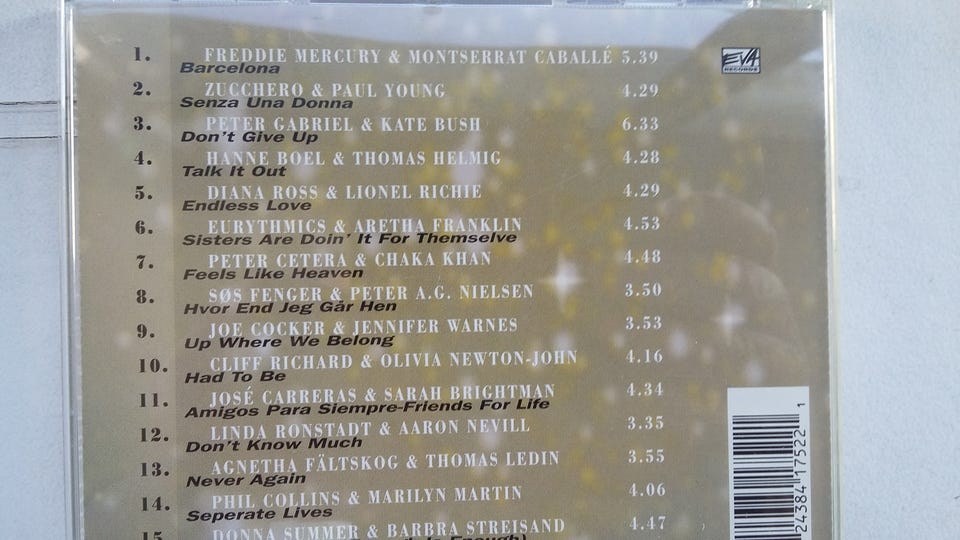 1. FREDDIE MERCURY & MONTSERRAT CABALLÉ 5.39
Barcelona
2. ZUCCHERO & PAUL YOUNG 4.29
Senza Una Donna
3. PETER GABRIEL & KATE BUSH 6.33
Don't Give Up
4. HANNE BOEL & THOMAS HELMIG 4.28
Talk It Out
5. DIANA ROSS & LIONEL RICHIE 4.29
Endless Love
6. EURYTHMICS & ARETHA FRANKLIN 4.53
Sisters Are Doin' It For Themselve
7. PETER CETERA & CHAKA KHAN 4.48
Feels Like Heaven
8. SØS FENGER & PETER A.G. NIELSEN 3.50
Hvor End Jeg Går Hen
9. JOE COCKER & JENNIFER WARNES 3.53
Up Where We Belong
10. CLIFF RICHARD & OLIVIA NEWTON-JOHN 4.16
Had To Be
11. JOSÉ CARRERAS & SARAH BRIGHTMAN 4.34
Amigos Para Siempre-Friends For Life
12. LINDA RONSTADT & AARON NEVILL 3.35
Don't Know Much
13. AGNETHA FÄLTSKOG & THOMAS LEDIN 3.55
Never Again
14. PHIL COLLINS & MARILYN MARTIN 4.06
Seperate Lives
15. DONNA SUMMER & BARBRA STREISAND 4.47
Is Enough)
EVA
RECORDS
24384 17522 1